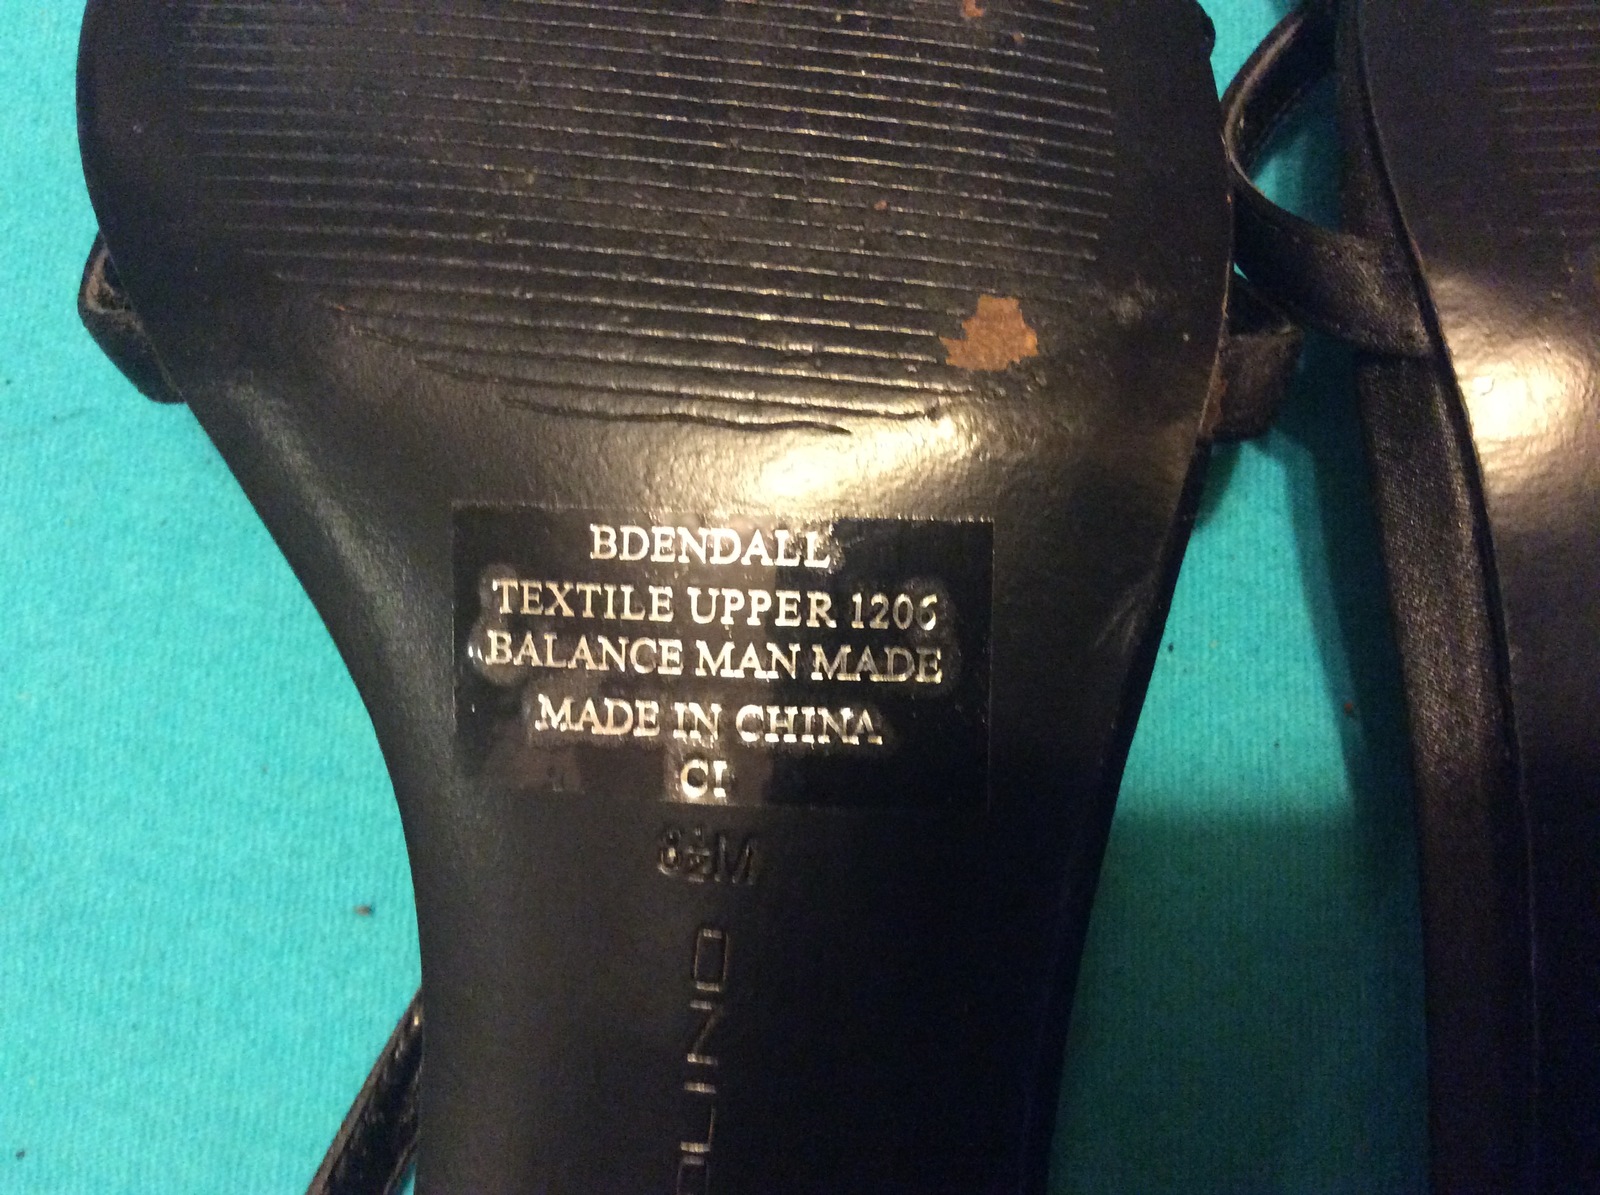 BDENDALL
TEXTILE UPPER 1206
BALANCE MAN MADE
MADE IN CHINA
CI
8½M